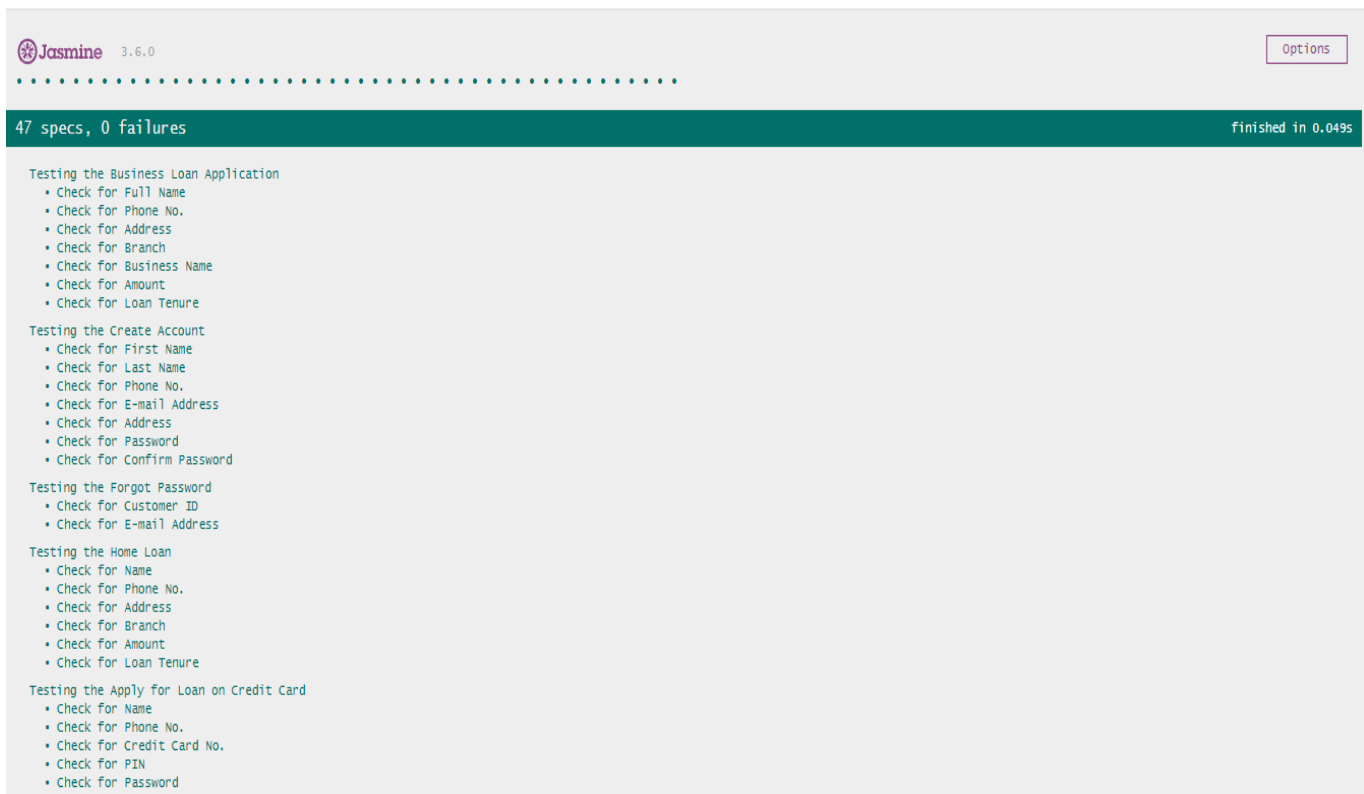 Jasmine 3.6.0
Options
47 specs, 0 failures
finished in 0.049s
Testing the Business Loan Application
• Check for Full Name
• Check for Phone No.
• Check for Address
• Check for Branch
• Check for Business Name
• Check for Amount
• Check for Loan Tenure
Testing the Create Account
• Check for First Name
• Check for Last Name
• Check for Phone No.
• Check for E-mail Address
• Check for Address
• Check for Password
• Check for Confirm Password
Testing the Forgot Password
• Check for Customer ID
• Check for E-mail Address
Testing the Home Loan
• Check for Name
• Check for Phone No.
• Check for Address
• Check for Branch
• Check for Amount
• Check for Loan Tenure
Testing the Apply for Loan on Credit Card
• Check for Name
• Check for Phone No.
• Check for Credit Card No.
• Check for PIN
• Check for Password